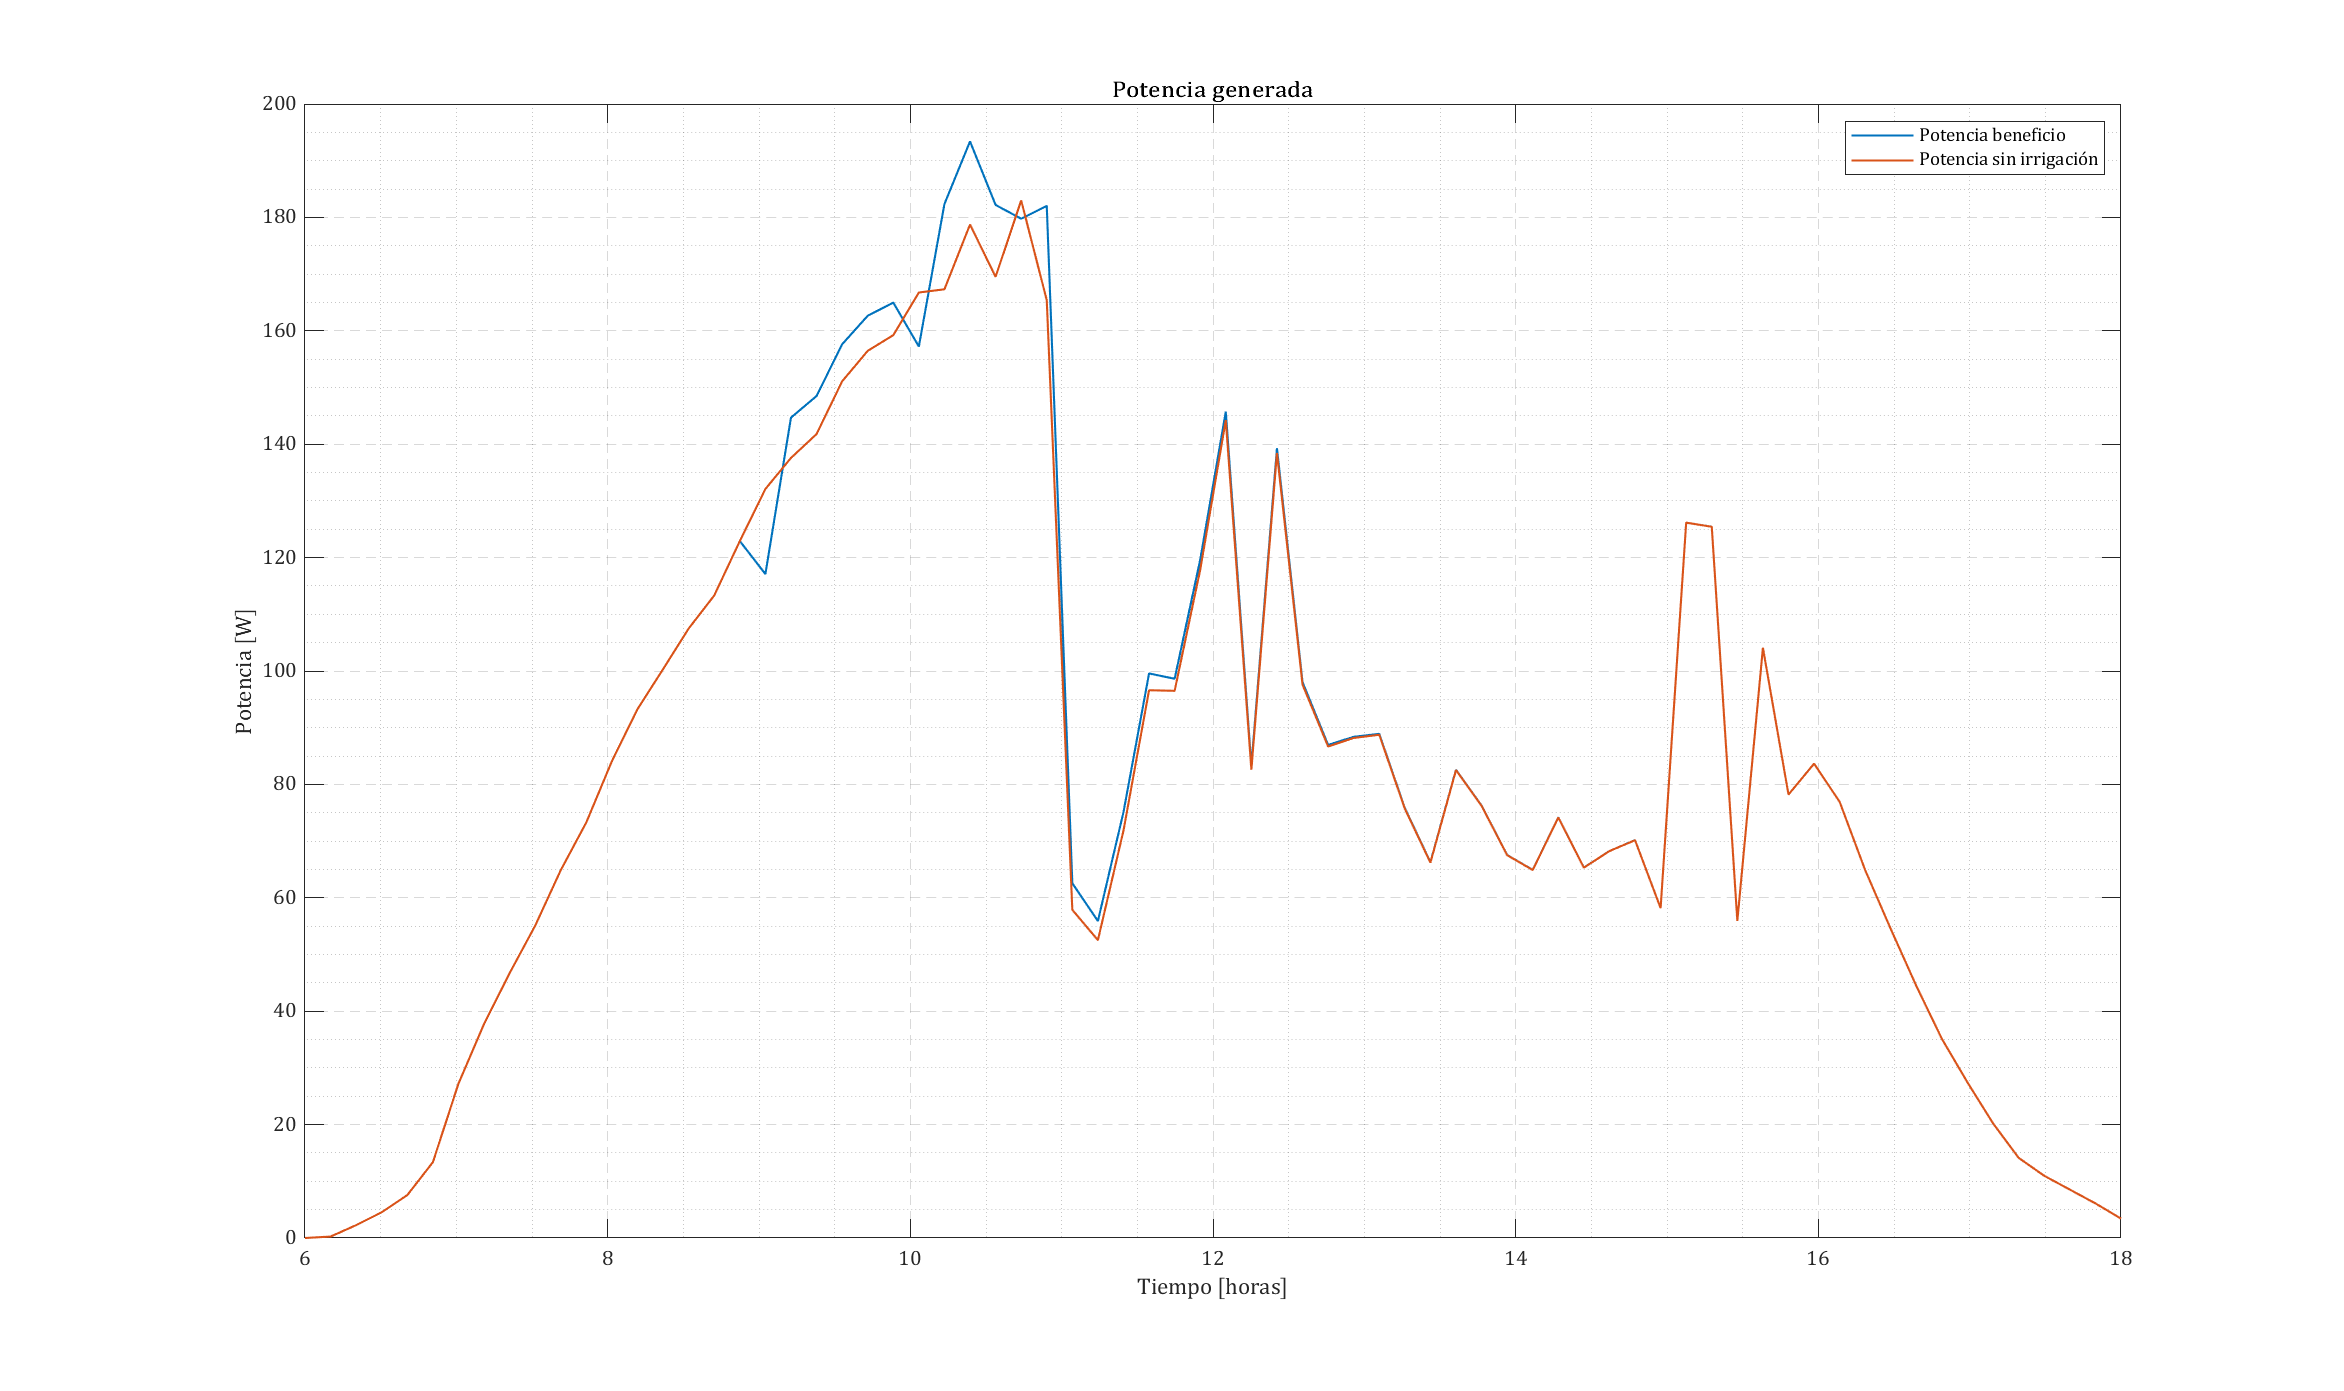 Potencia generada
Potencia beneficio
Potencia sin irrigación
200
180
160
140
120
100
80
60
40
20
0
Potencia [W]
6 8 10 12 14 16 18
Tiempo [horas]